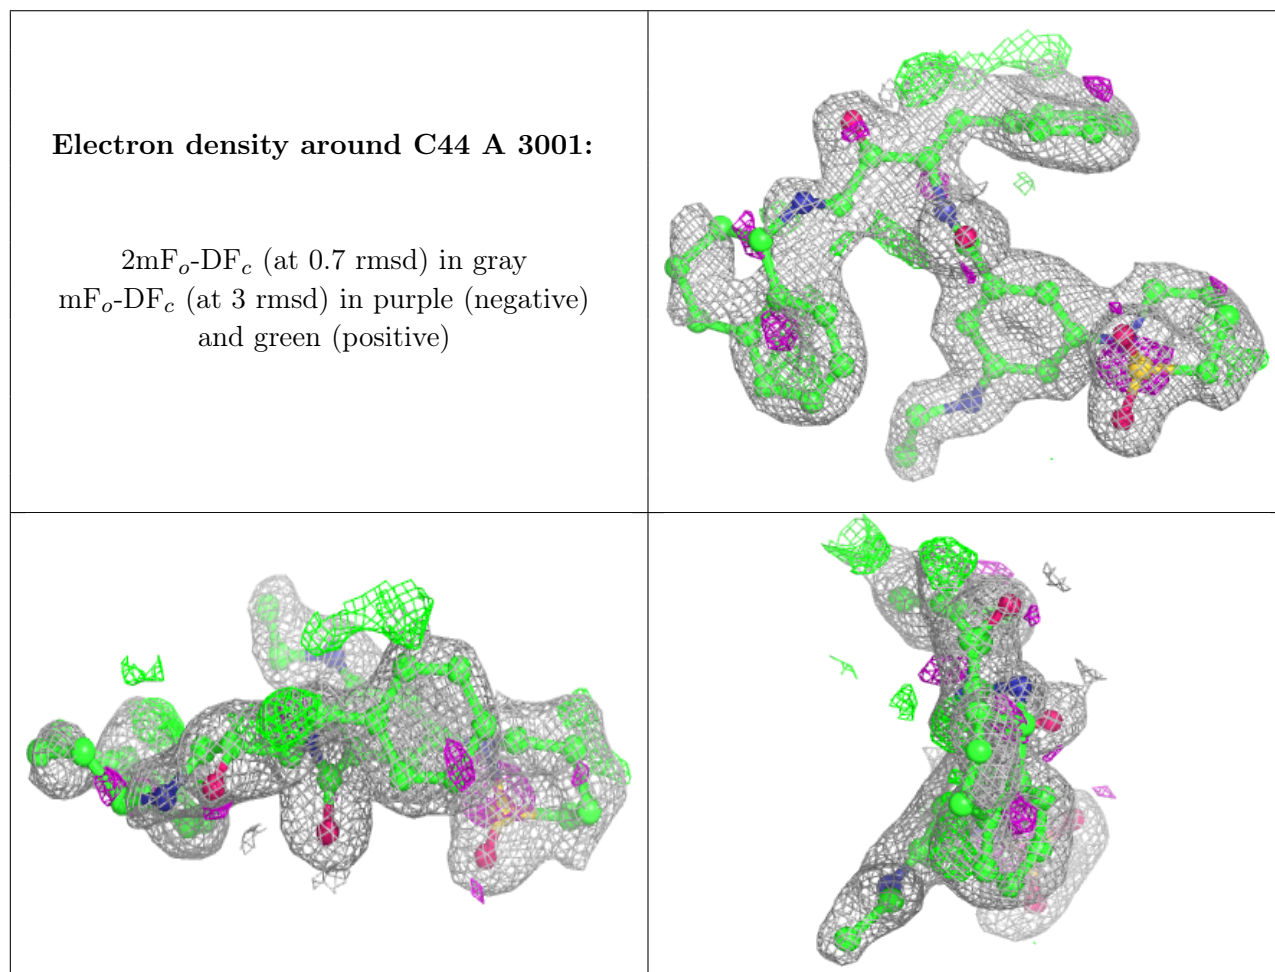 Electron density around C44 A 3001:
2mFo-DFc (at 0.7 rmsd) in gray
mFo-DFc (at 3 rmsd) in purple (negative)
and green (positive)